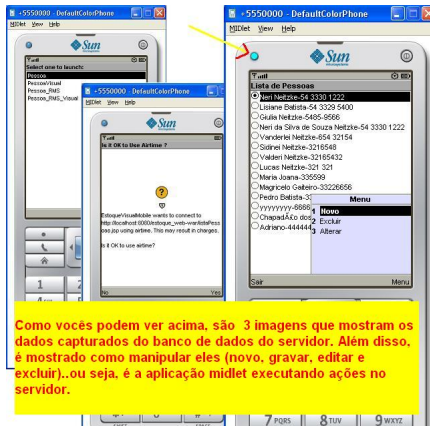 +5550000 - DefaultColorPhone
MIDlet View Help
Sun
Select one to launch:
Pessoa
PessoaVisual
Pessoa_RMS
Pessoa_RMS_Visual
1
+5550000 - DefaultColorPhone
MIDlet View Help
Sun
Is it OK to Use Airtime ?
EstoqueVisualMobile wants to connect to
http://localhost:8080/estoque_web-war/listaPess
oas.jsp using airtime. This may result in charges.
Is it OK to use airtime?
No Yes
+5550000 - DefaultColorPhone
MIDlet View Help
Sun
Lista de Pessoas
Neri Neitzke-54 3330 1222
Lisiane Batista-54 3329 5400
Giulia Neitzke-5485-9566
Neri da Silva de Souza Neitzke-54 3330 1222
Vanderlei Neitzke-654 32154
Sidinei Neitzke-3216548
Valderi Neitzke-32165432
Lucas Neitzke-321 321
Maria Joana-335599
Magricelo Gaiteiro-33226656
Pedro Batista-3
yyyyyyyy-6666
ChapadÃ£o dos
Adriano-444444
Menu
1 Novo
2 Excluir
3 Alterar
Sair Menu
Como vocês podem ver acima, são 3 imagens que mostram os
dados capturados do banco de dados do servidor. Além disso,
é mostrado como manipular eles (novo, gravar, editar e
excluir)..ou seja, é a aplicação midlet executando ações no
servidor.
7 PQRS 8 TUV 9 WXYZ